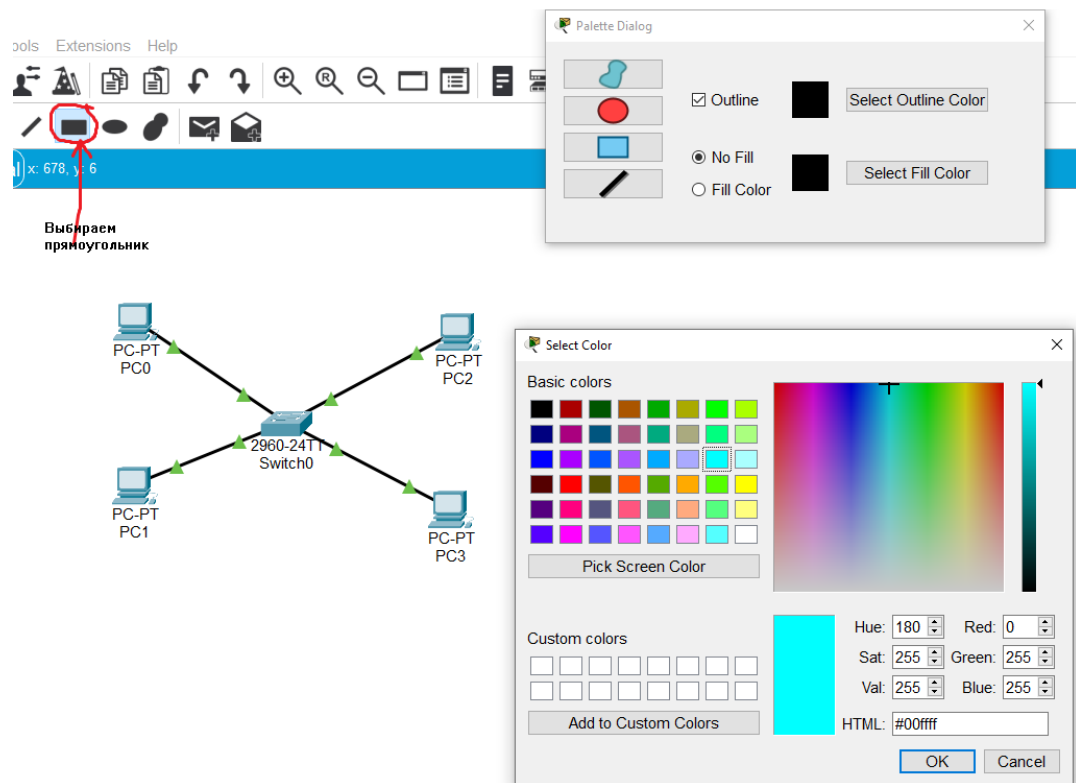 ools Extensions Help
x: 678, y: 6
Выбираем
прямоугольник
Palette Dialog
Outline
Select Outline Color
No Fill
Fill Color
Select Fill Color
PC-PT
PC0
PC-PT
PC2
2960-24TT
Switch0
PC-PT
PC1
PC-PT
PC3
Select Color
Basic colors
Pick Screen Color
Custom colors
Add to Custom Colors
Hue: 180 Red: 0
Sat: 255 Green: 255
Val: 255 Blue: 255
HTML: #00ffff
OK Cancel